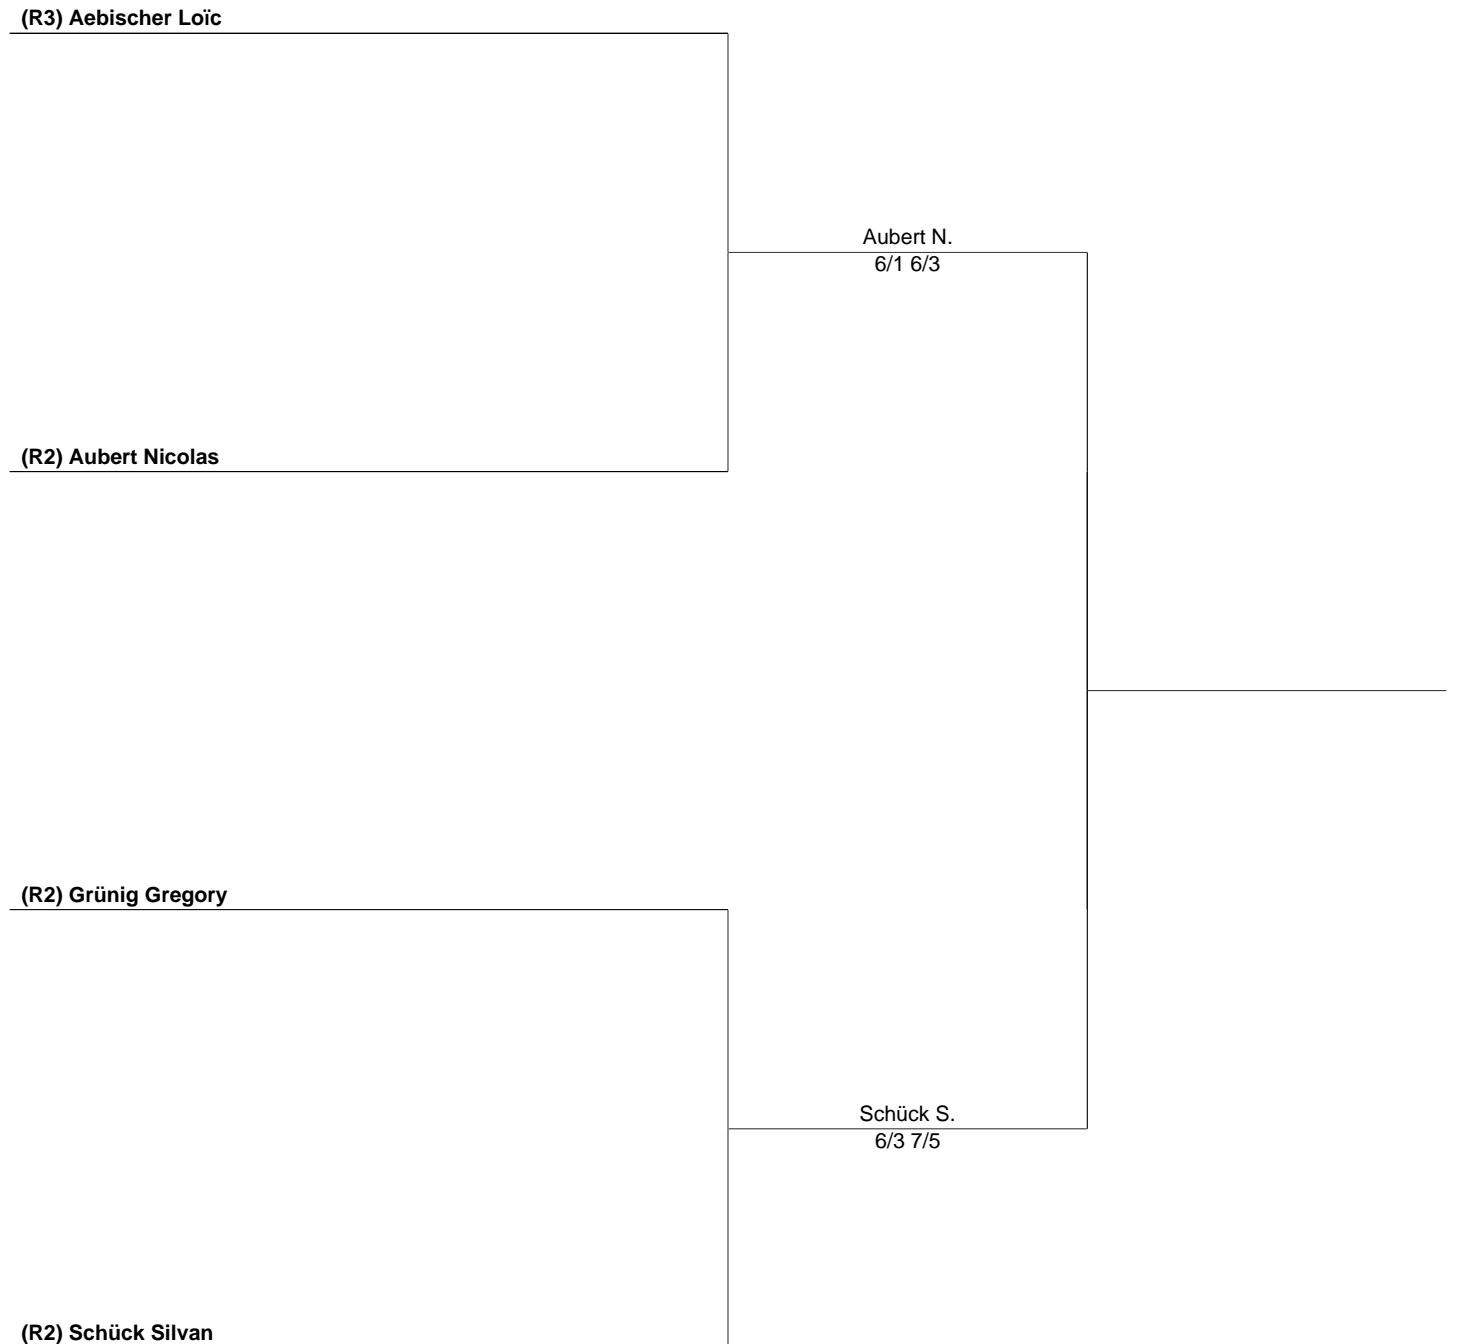 (R3) Aebischer Loïc
Aubert N.
6/1 6/3
(R2) Aubert Nicolas
(R2) Grünig Gregory
Schück S.
6/3 7/5
(R2) Schück Silvan